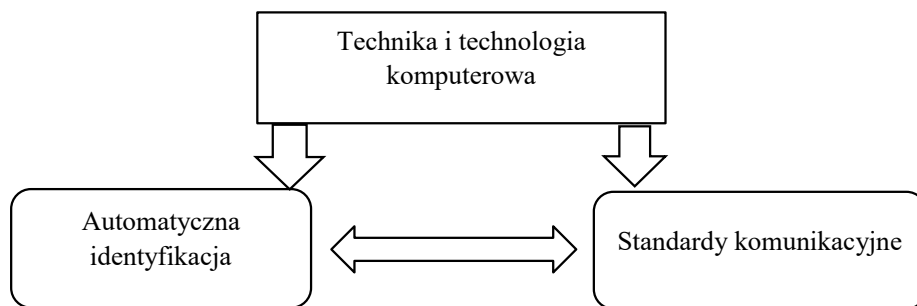 Technika i technologia
komputerowa
Automatyczna
identyfikacja
Standardy komunikacyjne